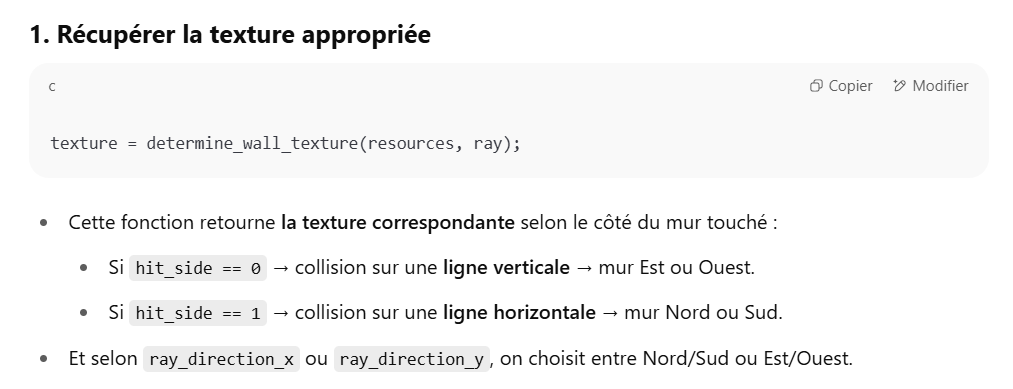 1. Récupérer la texture appropriée
c
Copier Modifier
texture = determine_wall_texture(resources, ray);
• Cette fonction retourne la texture correspondante selon le côté du mur touché :
• Si hit_side == 0 → collision sur une ligne verticale → mur Est ou Ouest.
• Si hit_side == 1 → collision sur une ligne horizontale → mur Nord ou Sud.
• Et selon ray_direction_x ou ray_direction_y, on choisit entre Nord/Sud ou Est/Ouest.